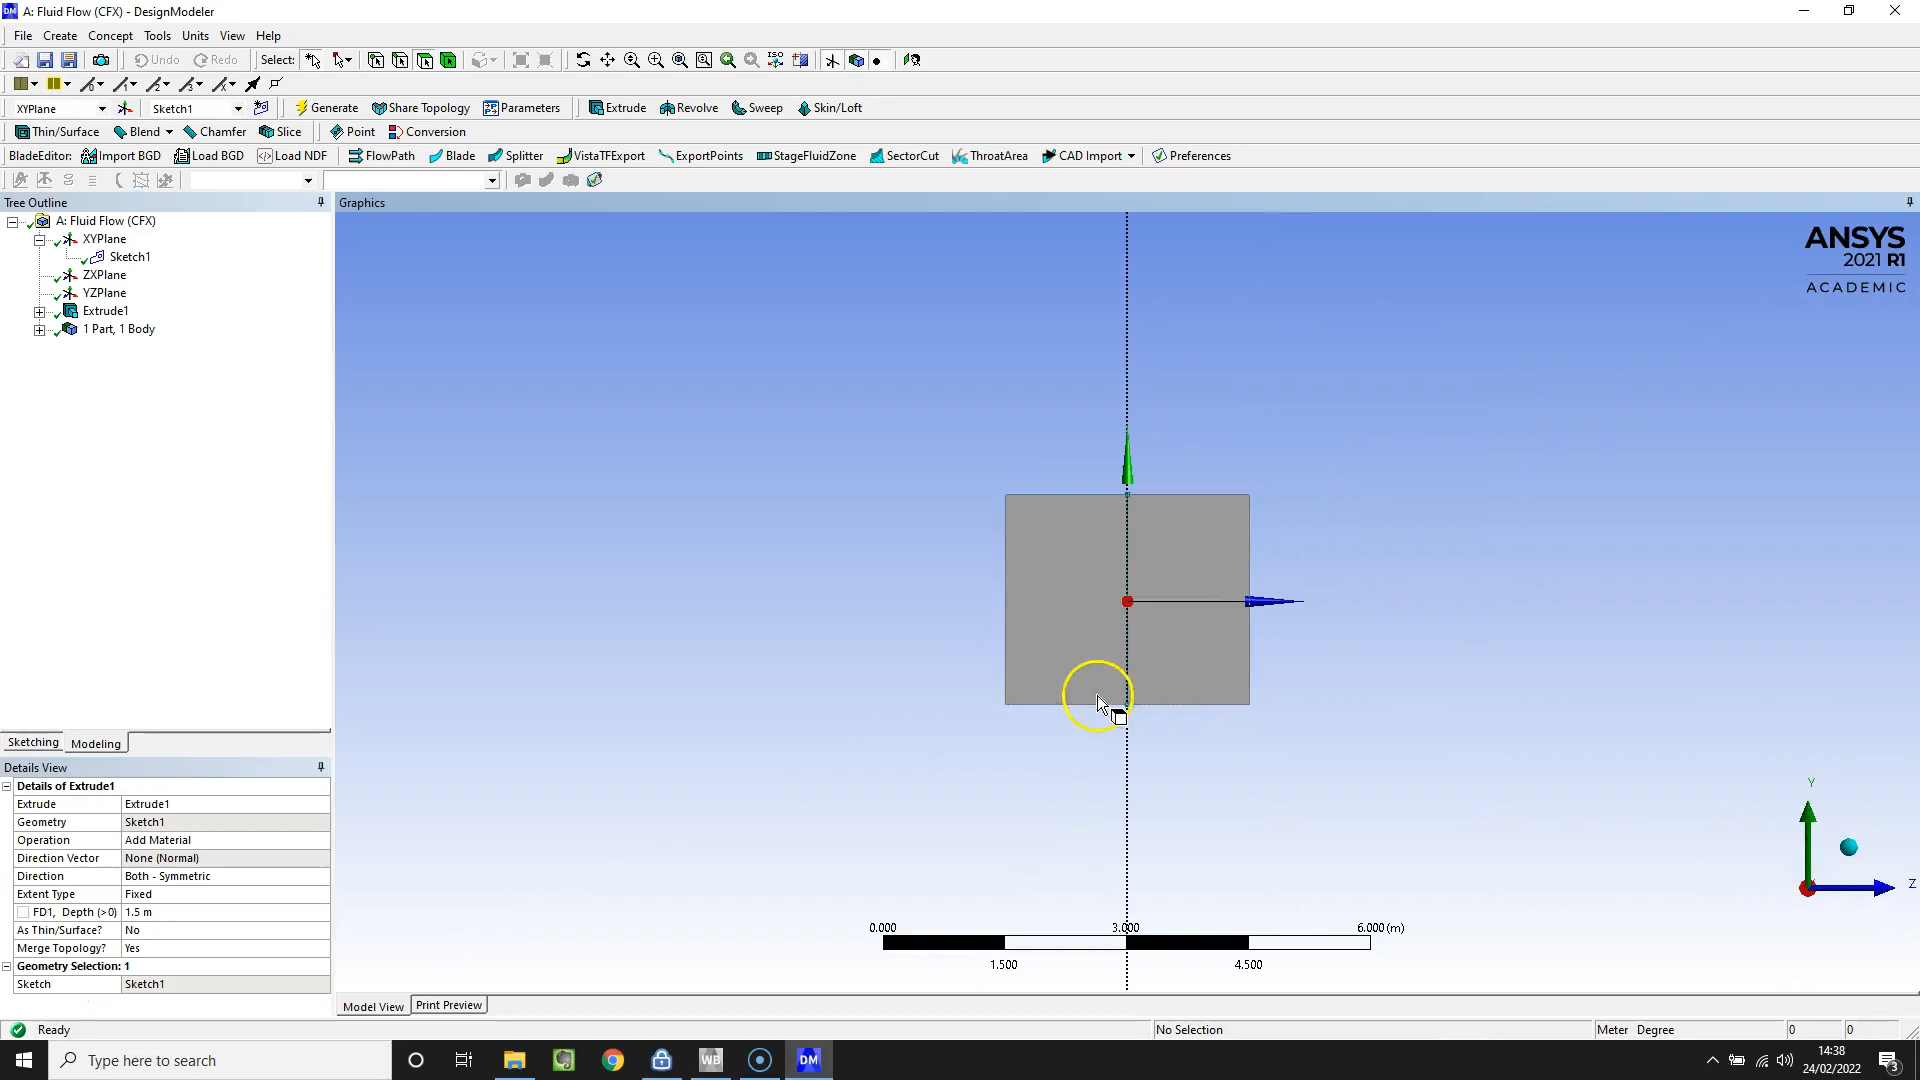 A: Fluid Flow (CFX) - DesignModeler
File Create Concept Tools Units View Help
Undo Redo Select:
ISO
XYPlane Sketch1 Generate Share Topology Parameters Extrude Revolve Sweep Skin/Loft
Thin/Surface Blend Chamfer Slice Point Conversion
BladeEditor: Import BGD Load BGD Load NDF FlowPath Blade Splitter VistaTFExport ExportPoints StageFluidZone SectorCut ThroatArea CAD Import Preferences
Tree Outline
Graphics
A: Fluid Flow (CFX)
XYPlane
Sketch1
ZXPlane
YZPlane
Extrude1
1 Part, 1 Body
ANSYS
2021 R1
ACADEMIC
Sketching Modeling
Details View
Details of Extrude1
Extrude Extrude1
Geometry Sketch1
Operation Add Material
Direction Vector None (Normal)
Direction Both - Symmetric
Extent Type Fixed
FD1, Depth (>0) 1.5 m
As Thin/Surface? No
Merge Topology? Yes
Geometry Selection: 1
Sketch Sketch1
Y
Z
0.000 3.000 6.000 (m)
1.500 4.500
Model View Print Preview
Ready
No Selection
Meter Degree 0 0
Type here to search
WB
DM
14:38
24/02/2022
3